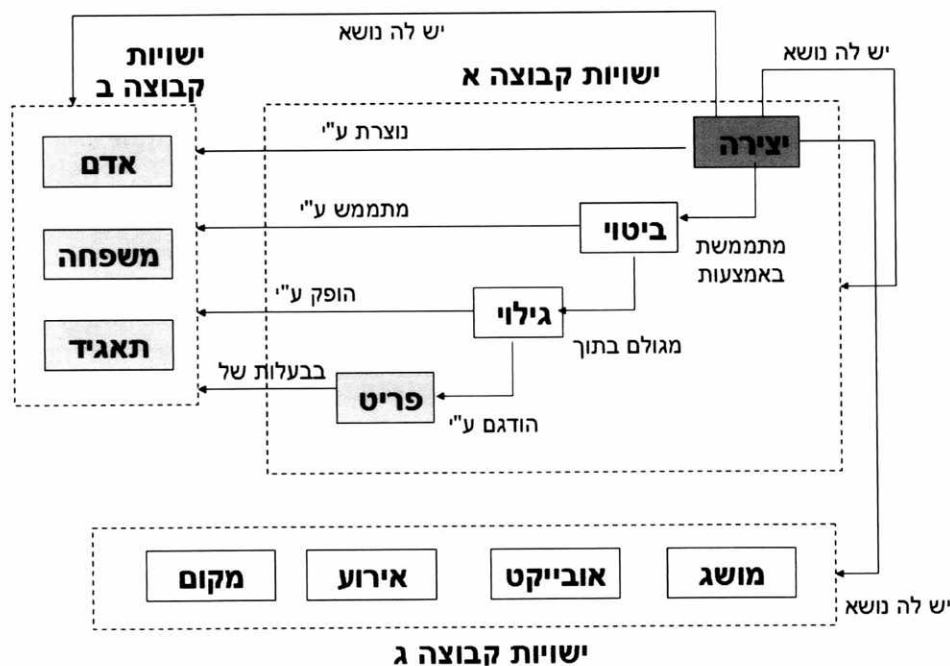 יש לה נושא
יש לה נושא
ישויות
קבוצה ב
ישויות קבוצה א
יצירה
נוצרת ע"י
אדם
ביטוי
מתממש ע"י
מתממשת
באמצעות
משפחה
גילוי
הופק ע"י
מגולם בתוך
תאגיד
פריט
בבעלות של
הודגם ע"י
מושג
אובייקט
אירוע
מקום
יש לה נושא
ישויות קבוצה ג